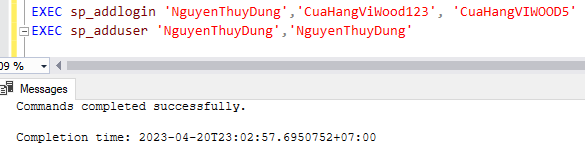 EXEC sp_addlogin 'NguyenThuyDung','CuaHangViWood123', 'CuaHangVIWOOD5'
EXEC sp_adduser 'NguyenThuyDung','NguyenThuyDung'
09 %
Messages
Commands completed successfully.
Completion time: 2023-04-20T23:02:57.6950752+07:00